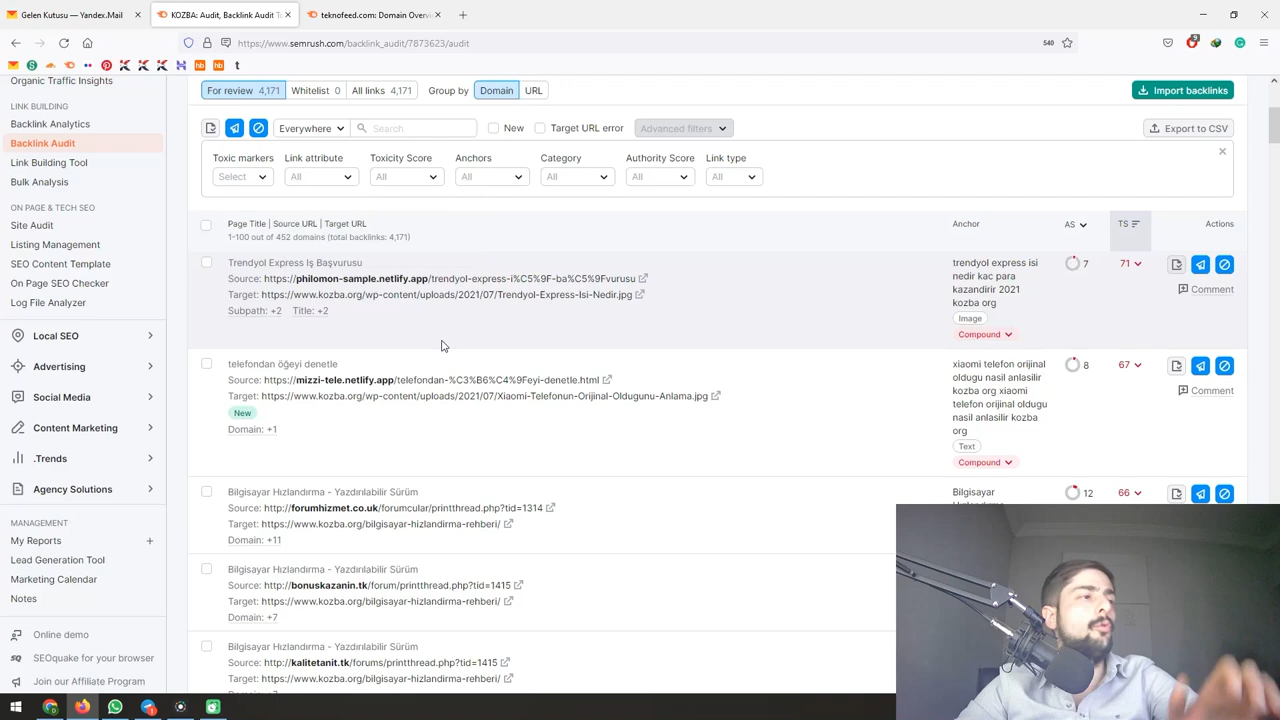 Gelen Kutusu — Yandex.Mail
KOZBA: Audit, Backlink Audit T
teknofeed.com: Domain Overvi
https://www.semrush.com/backlink_audit/7873623/audit
540
Organic Traffic Insights
LINK BUILDING
Backlink Analytics
Backlink Audit
Link Building Tool
Bulk Analysis
ON PAGE & TECH SEO
Site Audit
Listing Management
SEO Content Template
On Page SEO Checker
Log File Analyzer
Local SEO
Advertising
Social Media
Content Marketing
.Trends
Agency Solutions
MANAGEMENT
My Reports
Lead Generation Tool
Marketing Calendar
Notes
Online demo
SEOquake for your browser
Join our Affiliate Program
For review 4,171
Whitelist 0
All links 4,171
Group by
Domain
URL
Import backlinks
Everywhere
Search
New
Target URL error
Advanced filters
Export to CSV
Toxic markers
Link attribute
Toxicity Score
Anchors
Category
Authority Score
Link type
Select
All
All
All
All
All
All
Page Title | Source URL | Target URL
1-100 out of 452 domains (total backlinks: 4,171)
Anchor
AS
TS
Actions
Trendyol Express Iş Başvurusu
Source: https://philomon-sample.netlify.app/trendyol-express-i%C5%9F-ba%C5%9Fvurusu
Target: https://www.kozba.org/wp-content/uploads/2021/07/Trendyol-Express-Isi-Nedir.jpg
Subpath: +2
Title: +2
trendyol express isi
nedir kac para
kazandirir 2021
kozba org
Image
Compound
7
71
Comment
telefondan öğeyi denetle
Source: https://mizzi-tele.netlify.app/telefondan-%C3%B6%C4%9Feyi-denetle.html
Target: https://www.kozba.org/wp-content/uploads/2021/07/Xiaomi-Telefonun-Orijinal-Oldugunu-Anlama.jpg
New
Domain: +1
xiaomi telefon orijinal
oldugu nasil anlasilir
kozba org xiaomi
telefon orijinal oldugu
nasil anlasilir kozba
org
Text
Compound
8
67
Comment
Bilgisayar Hızlandırma - Yazdırılabilir Sürüm
Source: http://forumhizmet.co.uk/forumcular/printthread.php?tid=1314
Target: https://www.kozba.org/bilgisayar-hizlandirma-rehberi/
Domain: +11
Bilgisayar
12
66
Bilgisayar Hızlandırma - Yazdırılabilir Sürüm
Source: http://bonuskazanin.tk/forum/printthread.php?tid=1415
Target: https://www.kozba.org/bilgisayar-hizlandirma-rehberi/
Domain: +7
Bilgisayar Hızlandırma - Yazdırılabilir Sürüm
Source: http://kalitetanit.tk/forums/printthread.php?tid=1415
Target: https://www.kozba.org/bilgisayar-hizlandirma-rehberi/